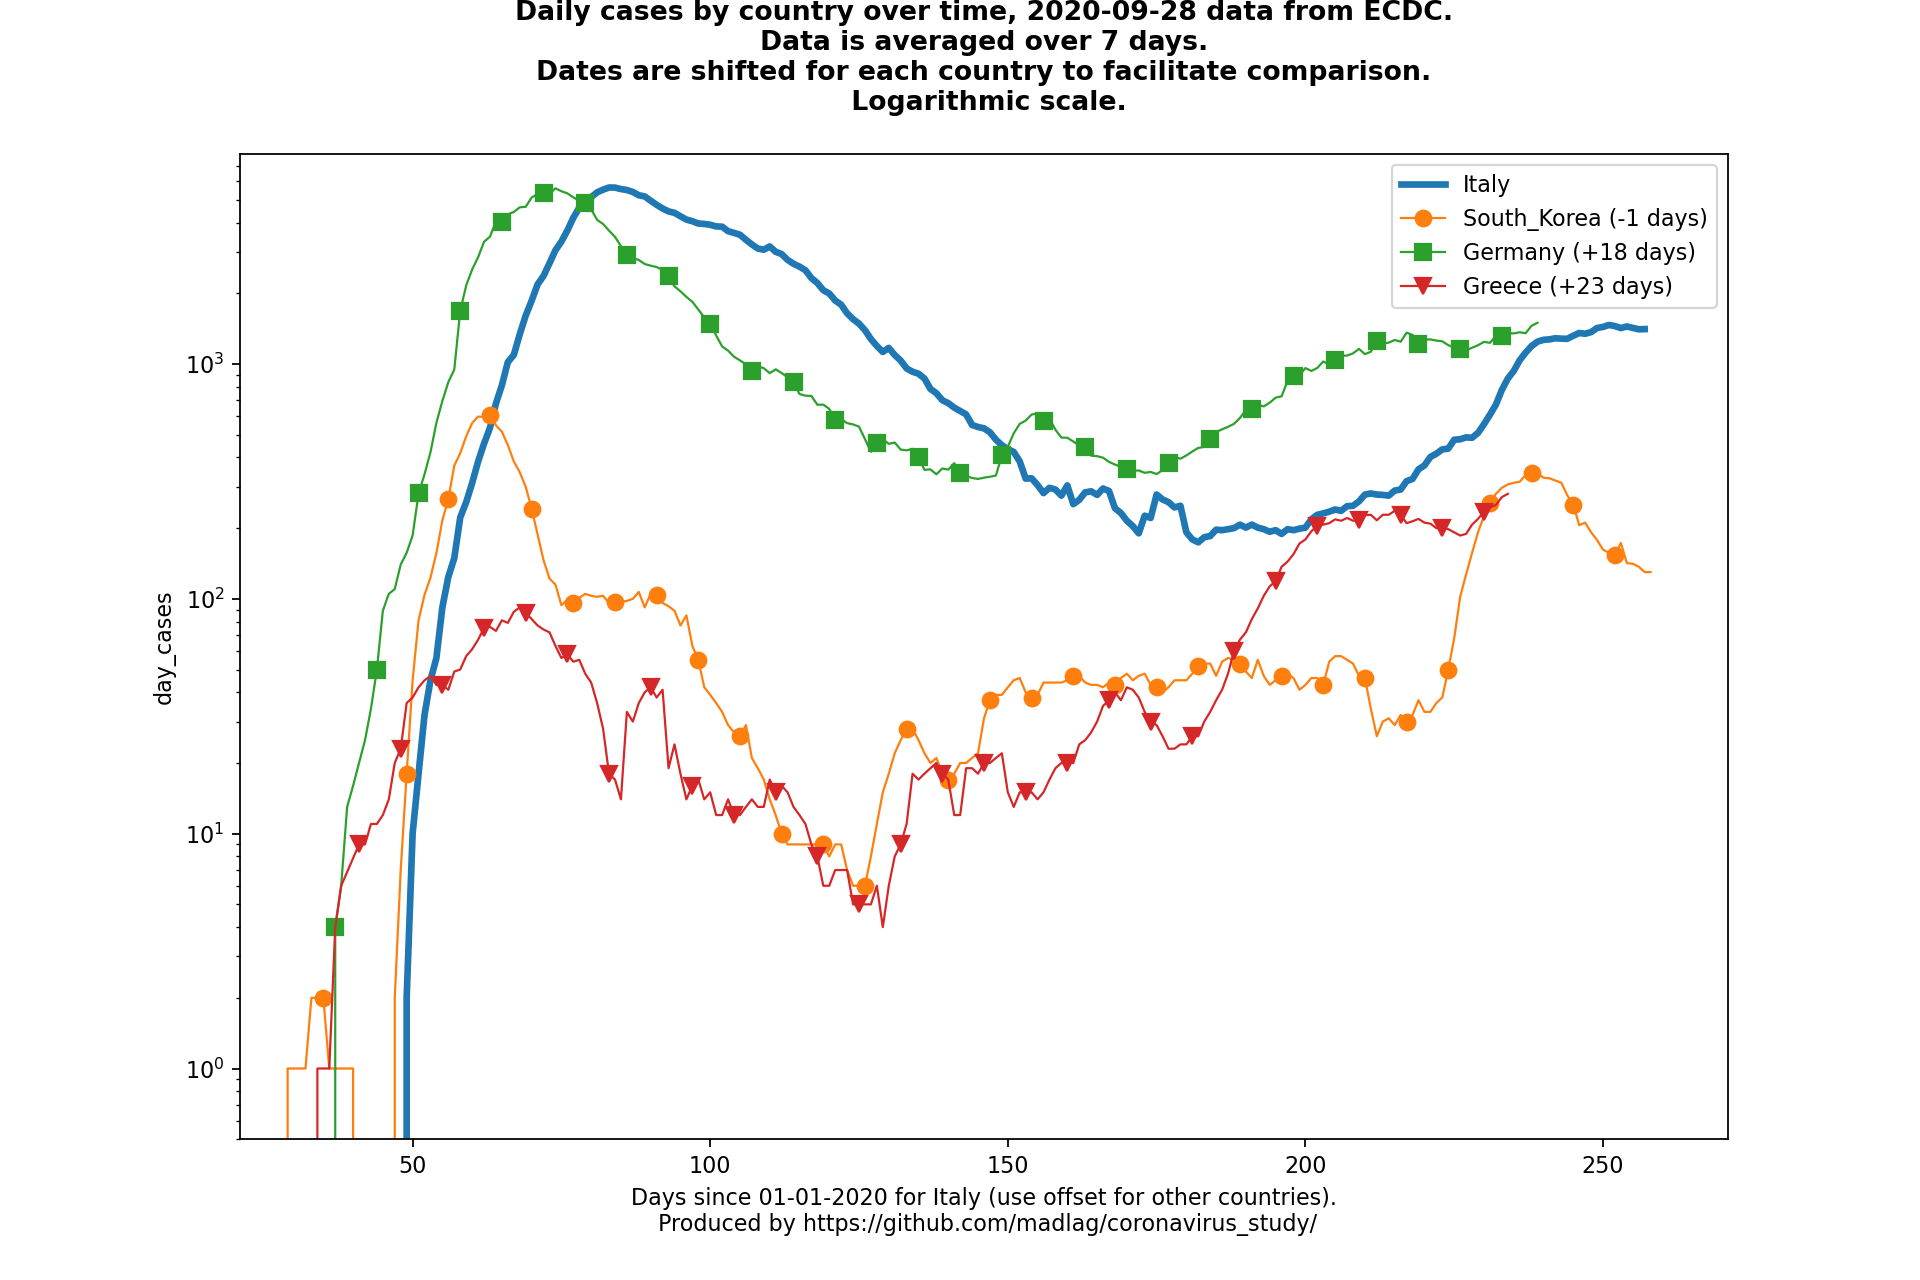 Daily cases by country over time, 2020-09-28 data from ECDC.
Data is averaged over 7 days.
Dates are shifted for each country to facilitate comparison.
Logarithmic scale.
Italy
South_Korea (-1 days)
Germany (+18 days)
Greece (+23 days)
day_cases
10³
10²
10¹
10⁰
50
100
150
200
250
Days since 01-01-2020 for Italy (use offset for other countries).
Produced by https://github.com/madlag/coronavirus_study/